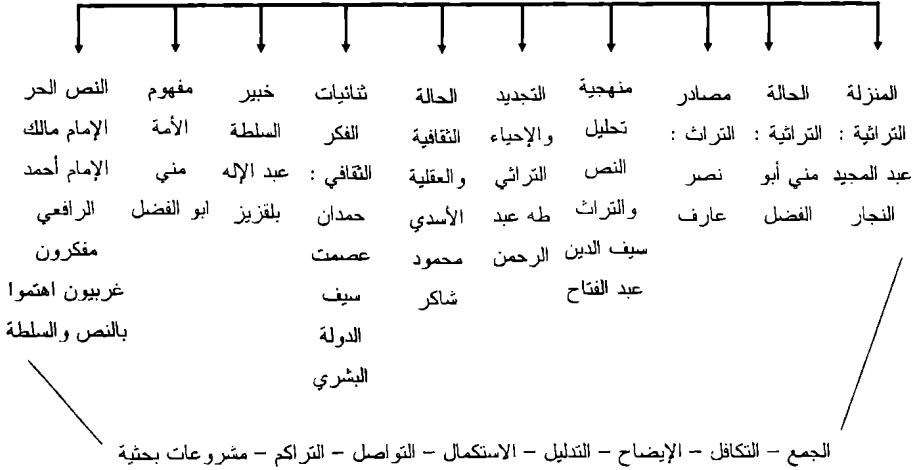 المنزلة
التراثية :
عبد المجيد
النجار
الحالة
التراثية :
مني أبو
الفضل
مصادر
التراث :
نصر
عارف
منهجية
تحليل
النص
والتراث
سيف الدين
عبد الفتاح
التجديد
والإحياء
التراثي
طه عبد
الرحمن
الحالة
الثقافية
والعقلية
الأسدي
محمود
شاكر
ثنائيات
الفكر
الثقافي :
حمدان
عصمت
سيف
الدولة
البشري
خبير
السلطة
عبد الإله
بلقزيز
مفهوم
الأمة
مني
ابو الفضل
النص الحر
الإمام مالك
الإمام أحمد
الرافعي
مفكرون
غربيون اهتموا
بالنص والسلطة
الجمع – التكافل – الإيضاح – التدليل – الاستكمال – التواصل – التراكم – مشروعات بحثية